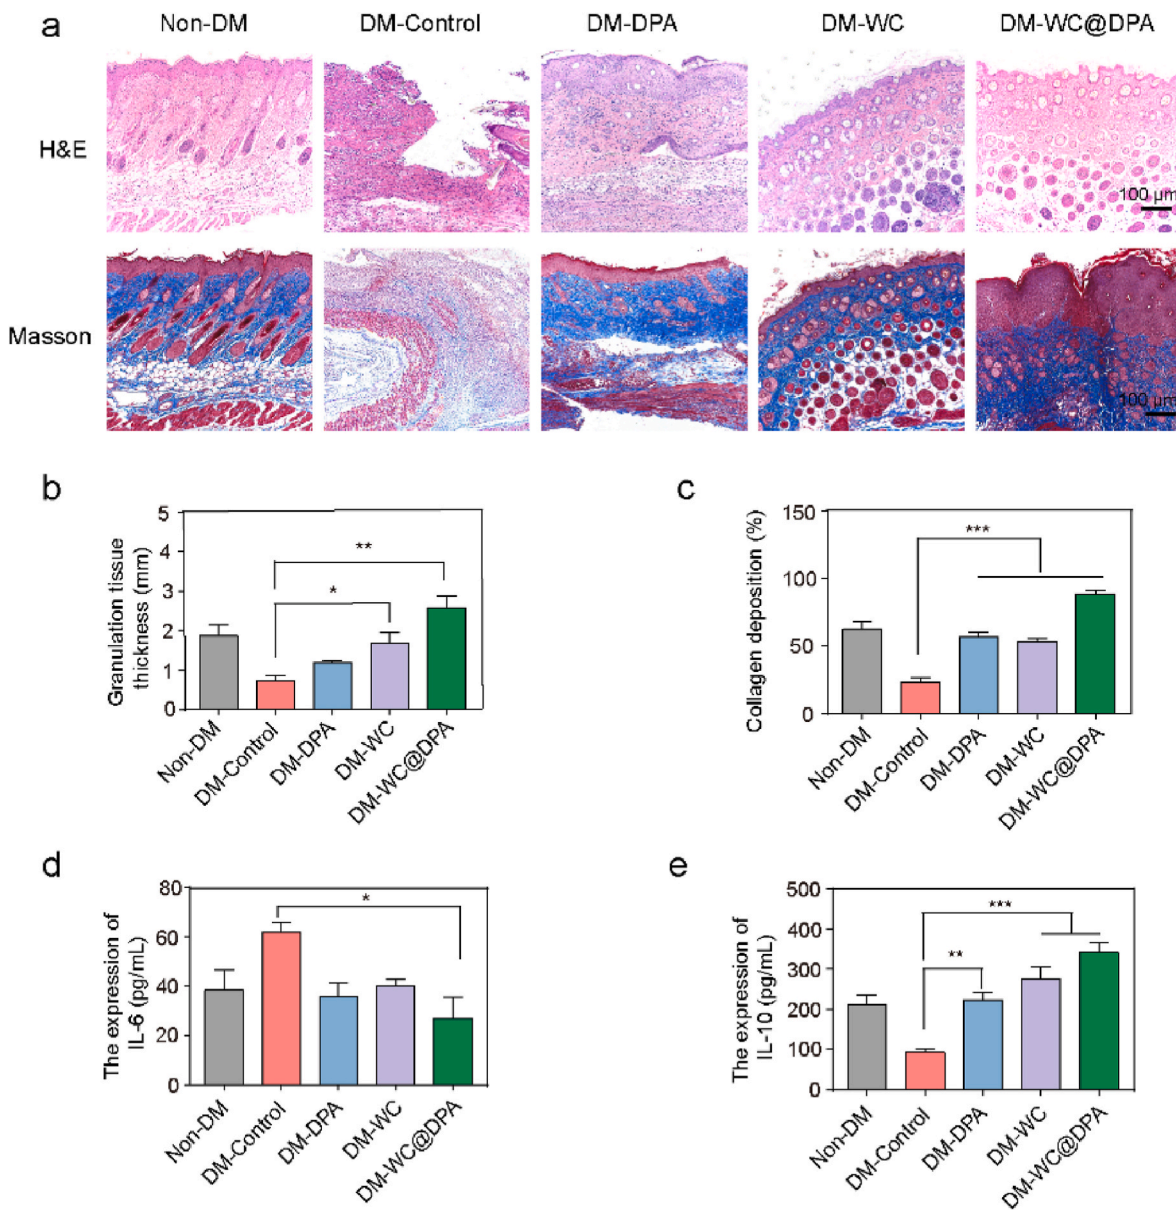 a
Non-DM DM-Control DM-DPA DM-WC DM-WC@DPA
H&E
100 µm
Masson
100 µm
b
Granulation tissue
thickness (mm)
5
4
3
2
1
0
**
*
Non-DM
DM-Control
DM-DPA
DM-WC
DM-WC@DPA
c
Collagen deposition (%)
150
100
50
0
***
Non-DM
DM-Control
DM-DPA
DM-WC
DM-WC@DPA
d
The expression of
IL-6 (pg/mL)
80
60
40
20
0
*
Non-DM
DM-Control
DM-DPA
DM-WC
DM-WC@DPA
e
The expression of
IL-10 (pg/mL)
500
400
300
200
100
0
***
**
Non-DM
DM-Control
DM-DPA
DM-WC
DM-WC@DPA